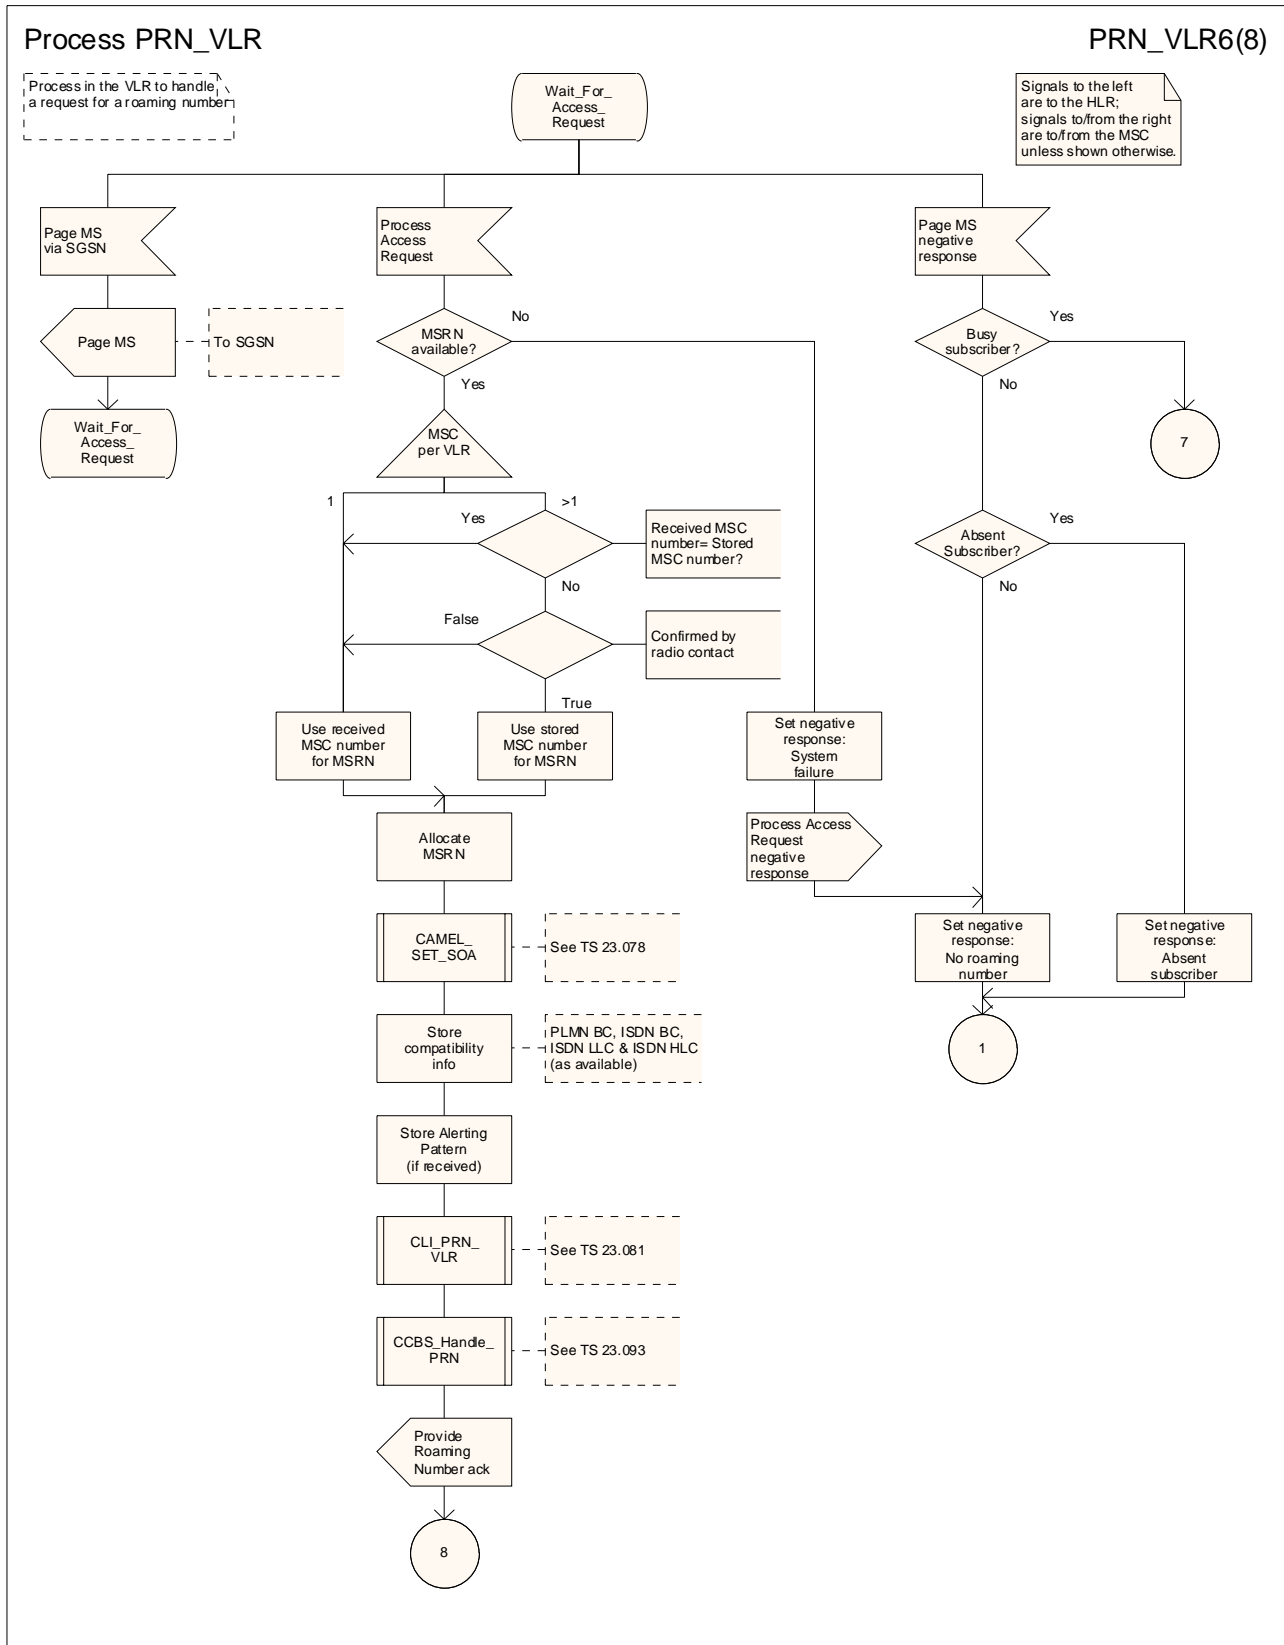 Process PRN_VLR
PRN_VLR6(8)
Process in the VLR to handle
a request for a roaming number
Wait_For_
Access_
Request
Signals to the left
are to the HLR;
signals to/from the right
are to/from the MSC
unless shown otherwise.
Page MS
via SGSN
Process
Access
Request
Page MS
negative
response
Page MS
To SGSN
MSRN
available?
No
Yes
Busy
subscriber?
Yes
No
Wait_For_
Access_
Request
MSC
per VLR
7
1
>1
Yes
Received MSC
number= Stored
MSC number?
No
Absent
Subscriber?
Yes
No
False
Confirmed by
radio contact
True
Use received
MSC number
for MSRN
Use stored
MSC number
for MSRN
Set negative
response:
System
failure
Allocate
MSRN
Process Access
Request
negative
response
CAMEL_
SET_SOA
See TS 23.078
Set negative
response:
No roaming
number
Set negative
response:
Absent
subscriber
Store
compatibility
info
PLMN BC, ISDN BC,
ISDN LLC & ISDN HLC
(as available)
1
Store Alerting
Pattern
(if received)
CLI_PRN_
VLR
See TS 23.081
CCBS_Handle_
PRN
See TS 23.093
Provide
Roaming
Number ack
8